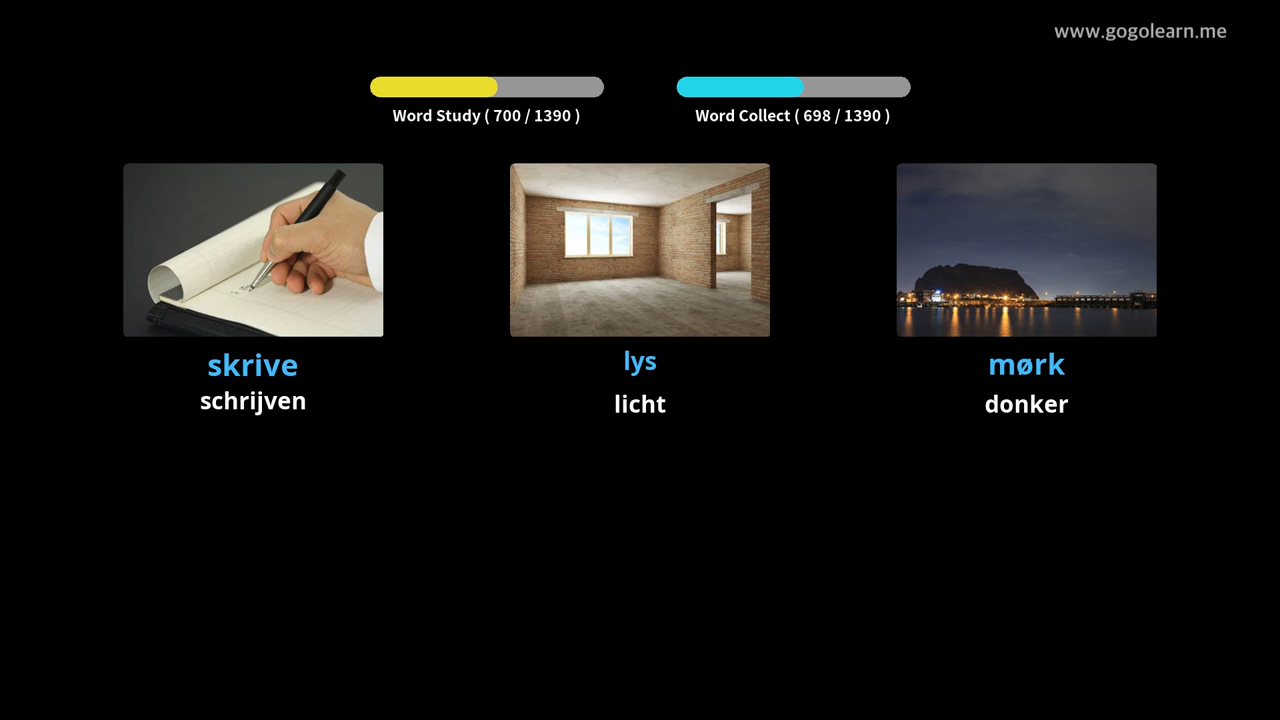 www.gogolearn.me
Word Study ( 700 / 1390 )
Word Collect ( 698 / 1390 )
skrive
schrijven
lys
licht
mørk
donker